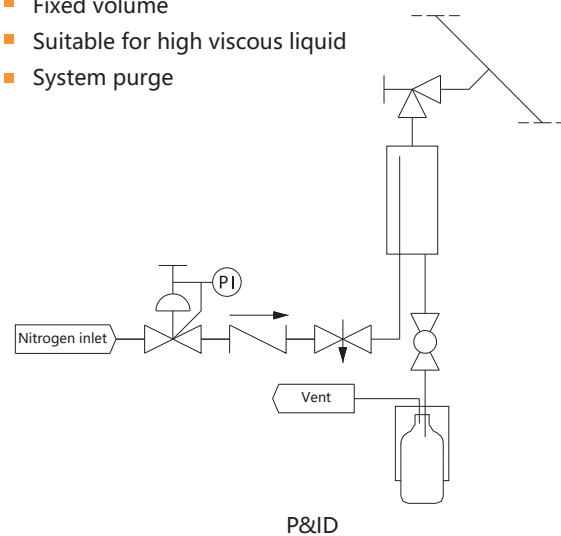 Fixed volume
Suitable for high viscous liquid
System purge
PI
Nitrogen inlet
Vent
P&ID